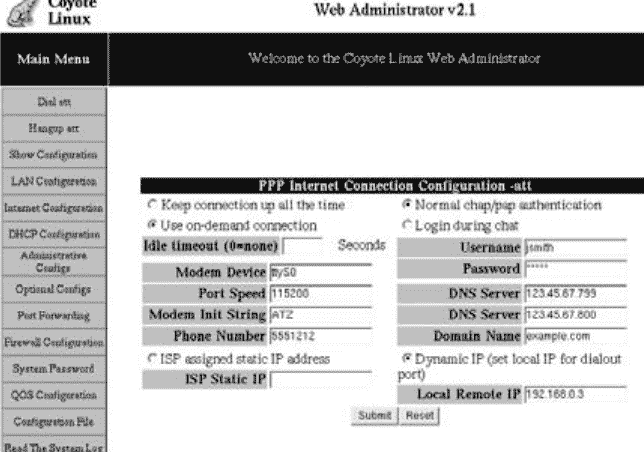 Coyote
Linux
Web Administrator v2.1
Main Menu
Welcome to the Coyote Linux Web Administrator
Dial att
Hangup att
Show Configuration
LAN Configuration
Internet Configuration
DHCP Configuration
Administrative
Configs
Optional Configs
Port Forwarding
Firewall Configuration
System Password
QOS Configuration
Configuration File
Read The System Log
PPP Internet Connection Configuration -att
Keep connection up all the time
Normal chap/pap authentication
Use on-demand connection
Login during chat
Idle timeout (0=none) Seconds
Username jsmith
Modem Device ttyS0
Password *****
Port Speed 115200
DNS Server 123.45.67.799
Modem Init String ATZ
DNS Server 123.45.67.800
Phone Number 5551212
Domain Name example.com
ISP assigned static IP address
Dynamic IP (set local IP for dialout
port)
ISP Static IP
Local Remote IP 192.168.0.3
Submit Reset